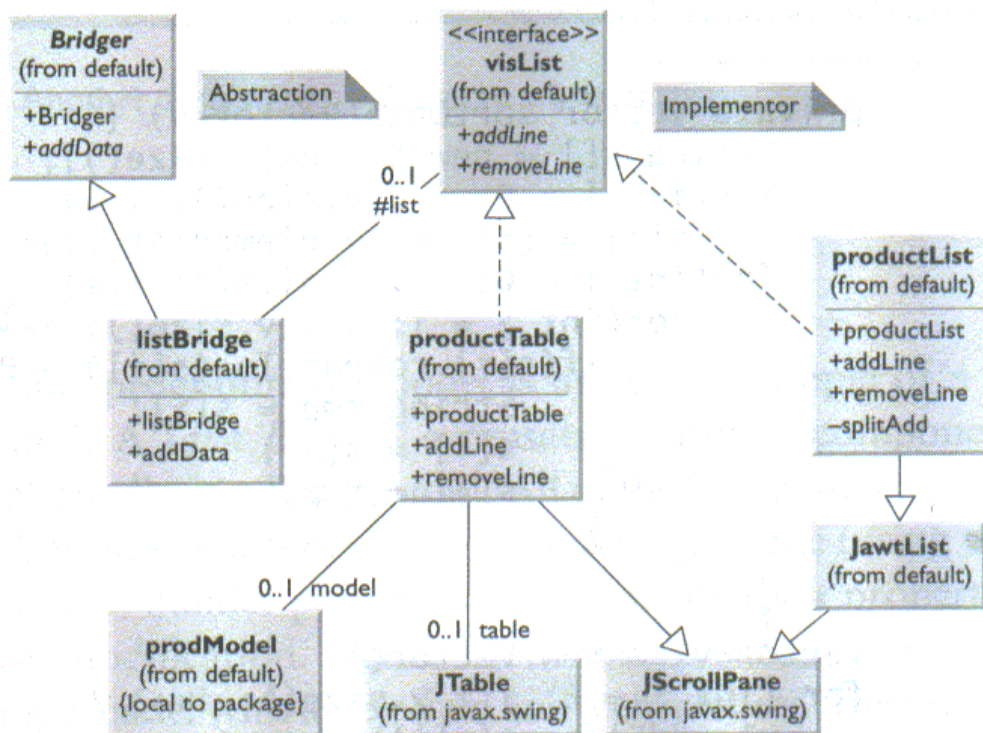 Bridger
(from default)
+Bridger
+addData
Abstraction
<<interface>>
visList
(from default)
+addLine
+removeLine
Implementor
0..1
#list
productList
(from default)
+productList
+addLine
+removeLine
–splitAdd
listBridge
(from default)
+listBridge
+addData
productTable
(from default)
+productTable
+addLine
+removeLine
JawtList
(from default)
0..1 model
0..1 table
prodModel
(from default)
{local to package}
JTable
(from javax.swing)
JScrollPane
(from javax.swing)